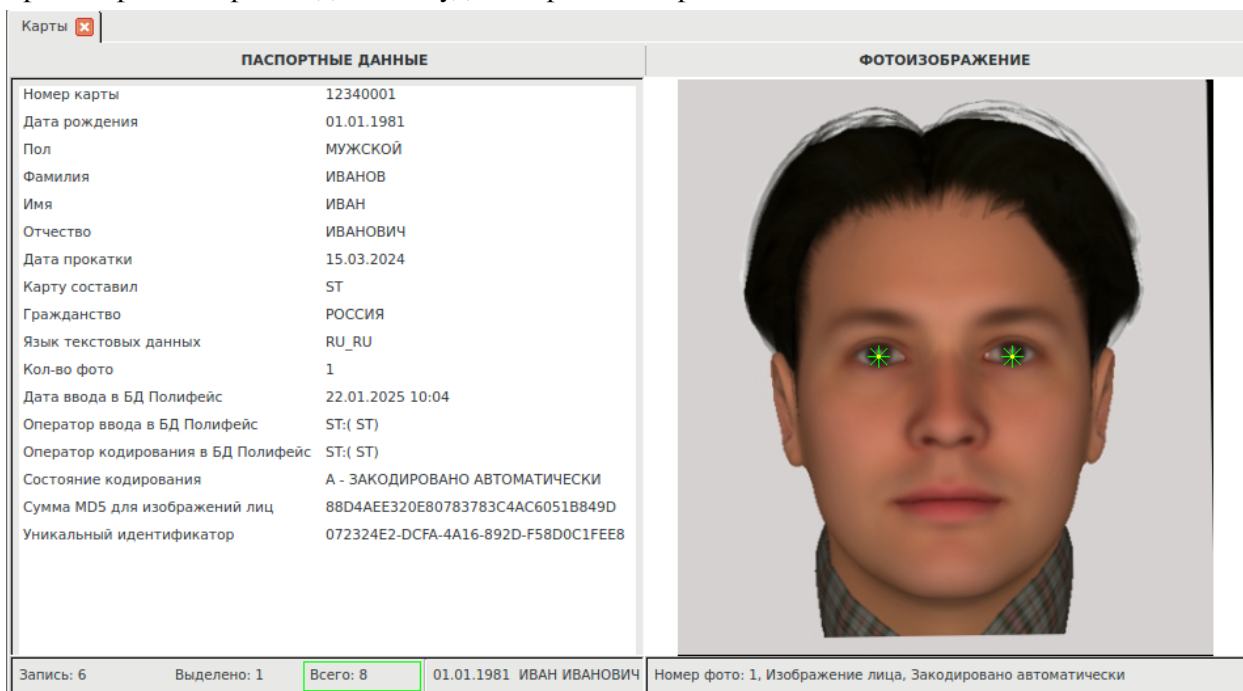 Карты
ПАСПОРТНЫЕ ДАННЫЕ
ФОТОИЗОБРАЖЕНИЕ
Номер карты 12340001
Дата рождения 01.01.1981
Пол МУЖСКОЙ
Фамилия ИВАНОВ
Имя ИВАН
Отчество ИВАНОВИЧ
Дата прокатки 15.03.2024
Карту составил ST
Гражданство РОССИЯ
Язык текстовых данных RU_RU
Кол-во фото 1
Дата ввода в БД Полифейс 22.01.2025 10:04
Оператор ввода в БД Полифейс ST:( ST)
Оператор кодирования в БД Полифейс ST:( ST)
Состояние кодирования А - ЗАКОДИРОВАНО АВТОМАТИЧЕСКИ
Сумма MD5 для изображений лиц 88D4AEE320E80783783C4AC6051B849D
Уникальный идентификатор 072324E2-DCFA-4A16-892D-F58D0C1FEE8
Запись: 6 Выделено: 1 Всего: 8 01.01.1981 ИВАН ИВАНОВИЧ Номер фото: 1, Изображение лица, Закодировано автоматически